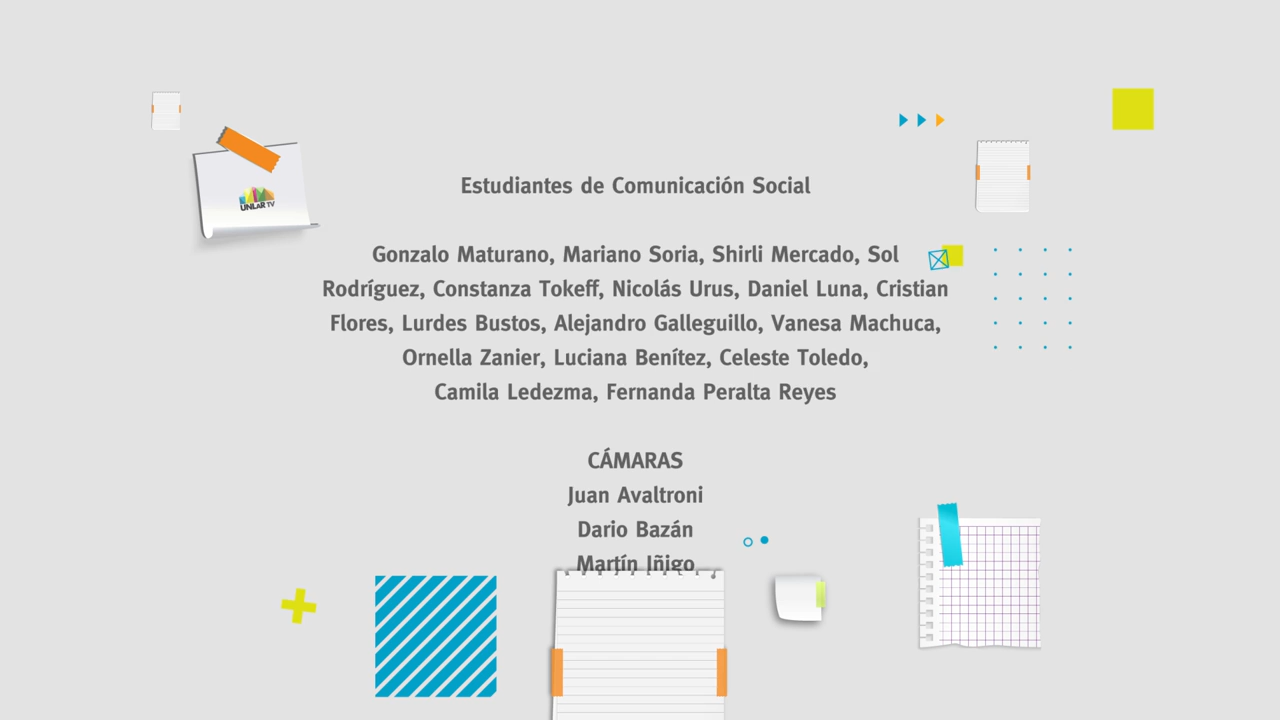 UNLAR TV
Estudiantes de Comunicación Social
Gonzalo Maturano, Mariano Soria, Shirli Mercado, Sol
Rodríguez, Constanza Tokeff, Nicolás Urus, Daniel Luna, Cristian
Flores, Lurdes Bustos, Alejandro Galleguillo, Vanesa Machuca,
Ornella Zanier, Luciana Benítez, Celeste Toledo,
Camila Ledezma, Fernanda Peralta Reyes
CÁMARAS
Juan Avaltroni
Dario Bazán
Martín Iñigo